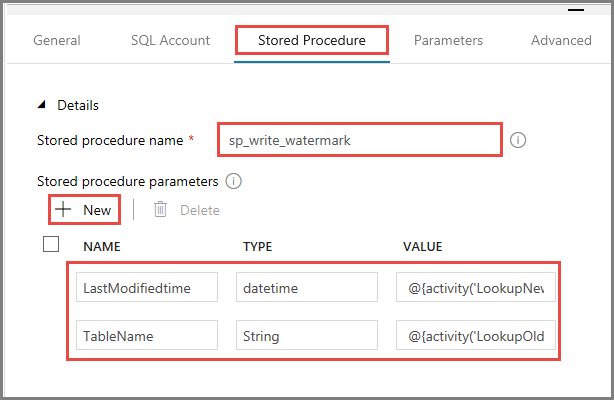 General SQL Account Stored Procedure Parameters Advanced
Details
Stored procedure name * sp_write_watermark
Stored procedure parameters
New Delete
NAME TYPE VALUE
LastModifiedtime datetime @{activity('LookupNew
TableName String @{activity('LookupOld